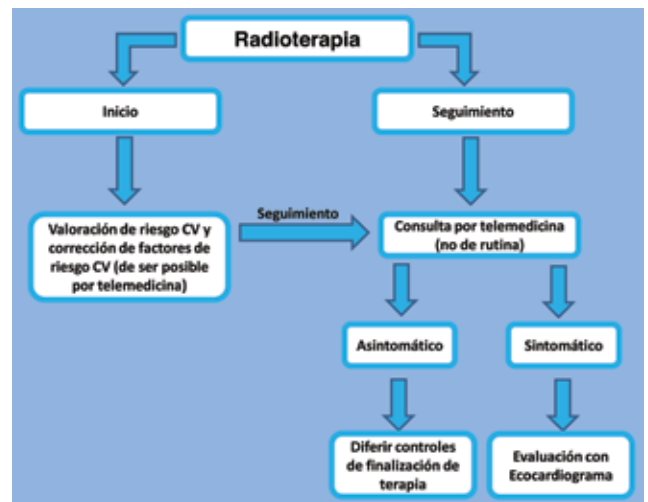 Radioterapia
Inicio
Seguimiento
Valoración de riesgo CV y
corrección de factores de
riesgo CV (de ser posible
por telemedicina)
Seguimiento
Consulta por telemedicina
(no de rutina)
Asintomático
Sintomático
Diferir controles
de finalización de
terapia
Evaluación con
Ecocardiograma